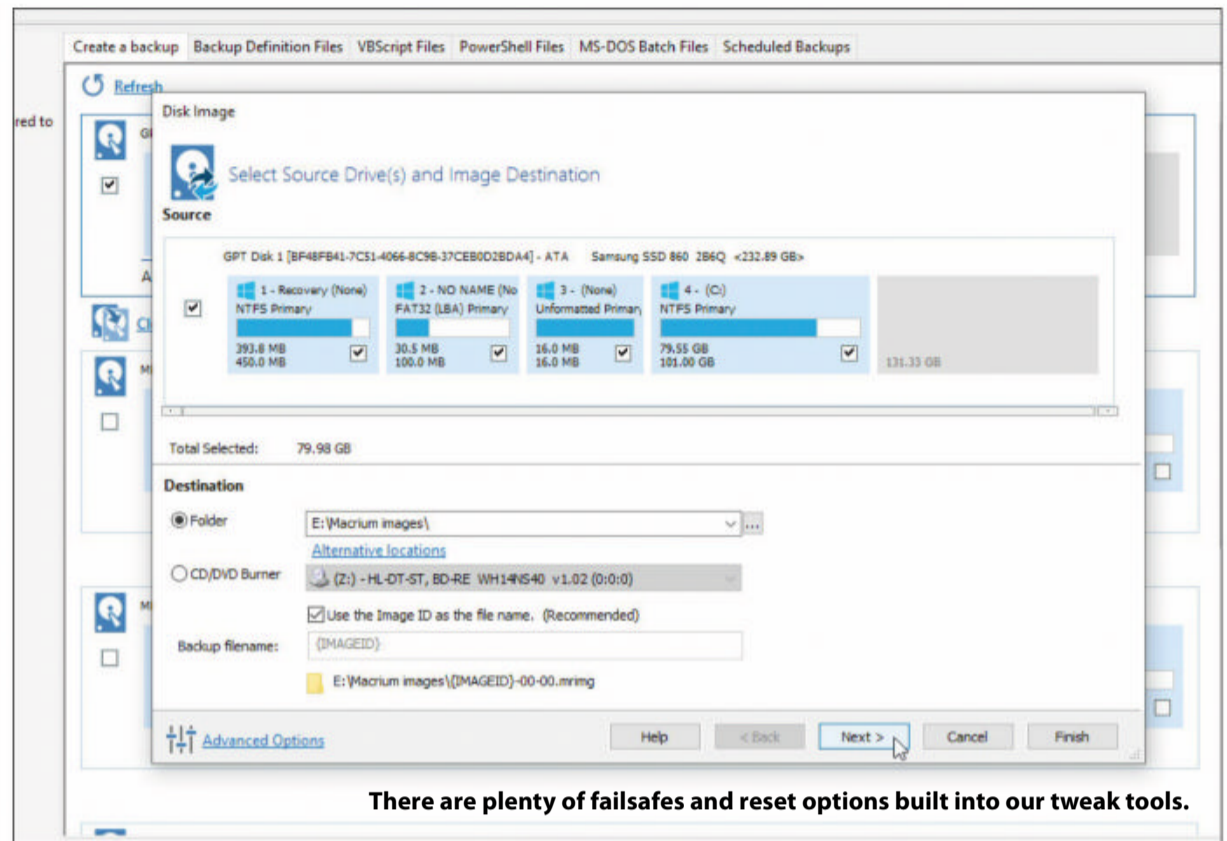 Create a backup Backup Definition Files VBScript Files PowerShell Files MS-DOS Batch Files Scheduled Backups
Refresh
red to
Disk Image
Select Source Drive(s) and Image Destination
Source
GPT Disk 1 [BF48FB41-7C51-4066-8C9B-37CEB0D2BDA4] - ATA Samsung SSD 860 2B6Q <232.89 GB>
1 - Recovery (None) 2 - NO NAME (No 3 - (None) 4 - (C:)
NTFS Primary FAT32 (LBA) Primary Unformatted Primary NTFS Primary
393.8 MB 30.5 MB 16.0 MB 79.55 GB
450.0 MB 100.0 MB 16.0 MB 101.00 GB 131.33 GB
Total Selected: 79.98 GB
Destination
Folder E:\Macrium images\ ...
Alternative locations
CD/DVD Burner (Z:) - HL-DT-ST, BD-RE WH14NS40 v1.02 (0:0:0)
Use the Image ID as the file name. (Recommended)
Backup filename: {IMAGEID}
E:\Macrium images\{IMAGEID}-00-00.mrimg
Advanced Options Help < Back Next > Cancel Finish
There are plenty of failsafes and reset options built into our tweak tools.